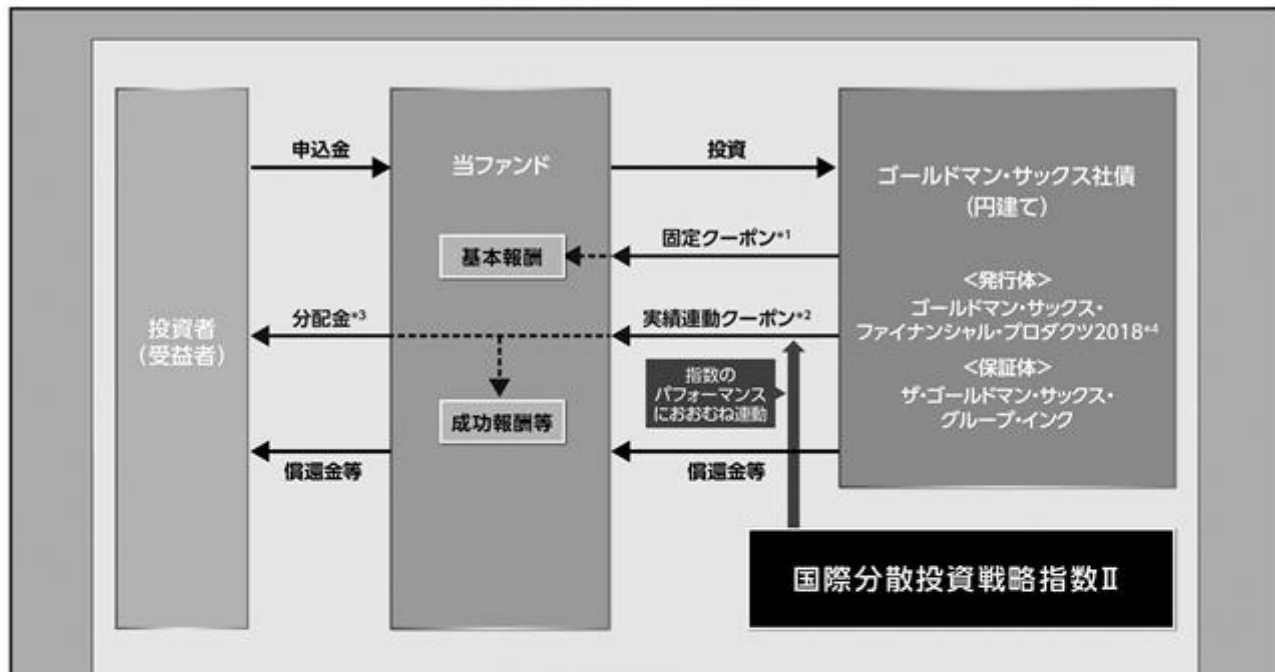 申込金
投資
当ファンド
ゴールドマン・サックス社債
(円建て)
固定クーポン*1
基本報酬
<発行体>
ゴールドマン・サックス・
ファイナンシャル・プロダクツ2018*4
投資者
(受益者)
分配金*3
実績連動クーポン*2
<保証体>
ザ・ゴールドマン・サックス・
グループ・インク
指数の
パフォーマンス
におおむね連動
成功報酬等
償還金等
償還金等
国際分散投資戦略指数Ⅱ